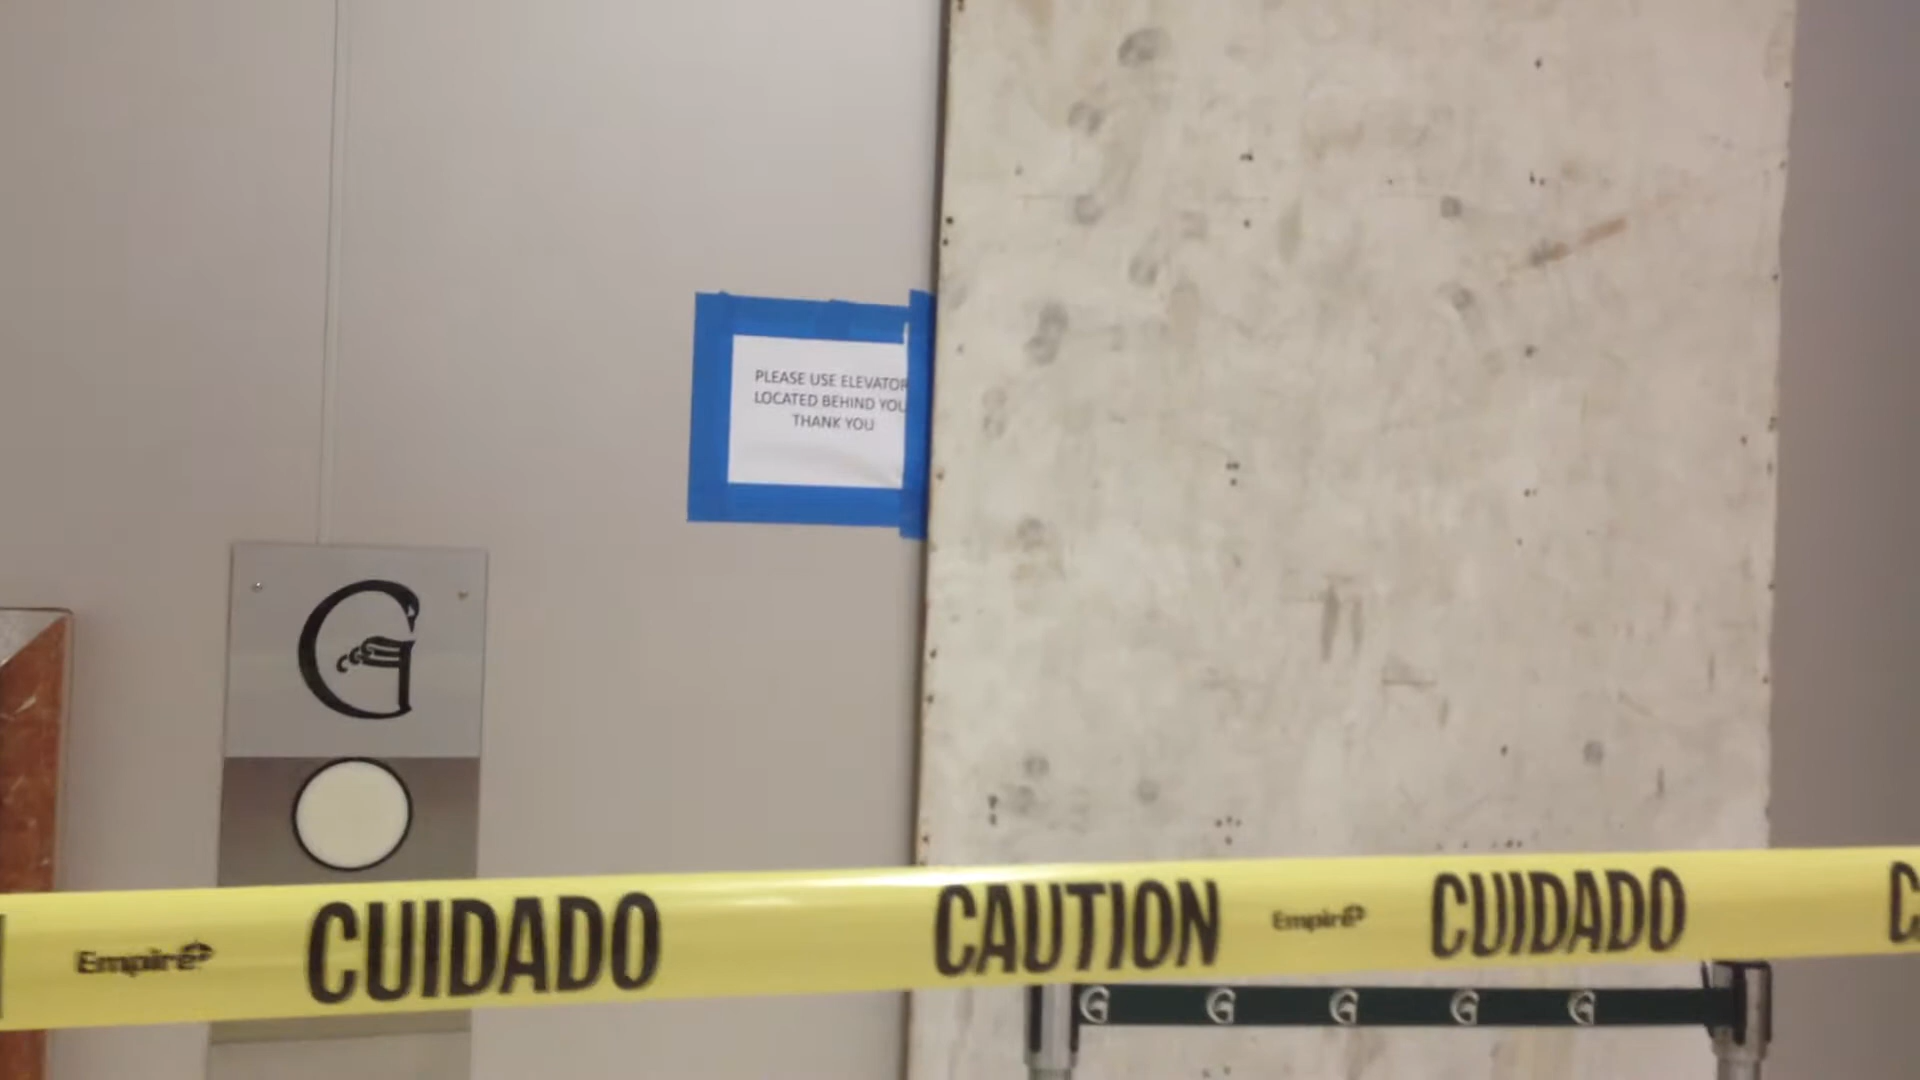 PLEASE USE ELEVATOR
LOCATED BEHIND YOU
THANK YOU
G
Empire CUIDADO CAUTION Empire CUIDADO
G G G G G